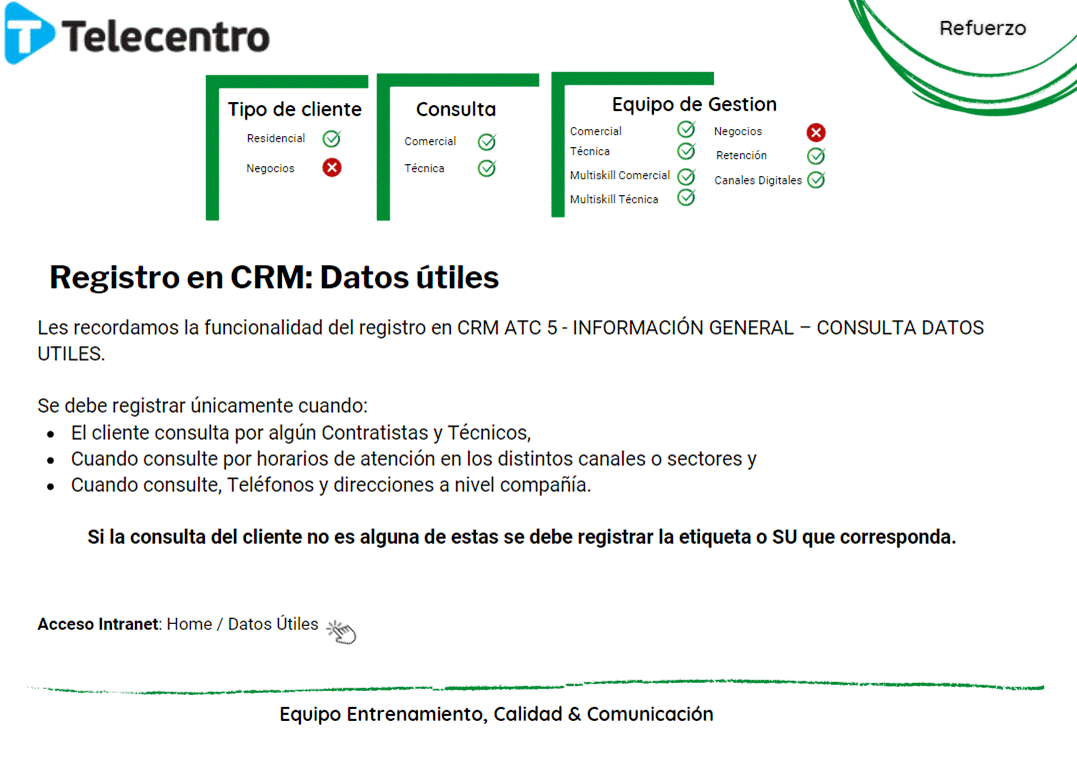 Telecentro
Refuerzo
Tipo de cliente
Residencial
Negocios
Consulta
Comercial
Técnica
Equipo de Gestion
Comercial
Técnica
Multiskill Comercial
Multiskill Técnica
Negocios
Retención
Canales Digitales
Registro en CRM: Datos útiles
Les recordamos la funcionalidad del registro en CRM ATC 5 - INFORMACIÓN GENERAL – CONSULTA DATOS
UTILES.
Se debe registrar únicamente cuando:
• El cliente consulta por algún Contratistas y Técnicos,
• Cuando consulte por horarios de atención en los distintos canales o sectores y
• Cuando consulte, Teléfonos y direcciones a nivel compañía.
Si la consulta del cliente no es alguna de estas se debe registrar la etiqueta o SU que corresponda.
Acceso Intranet: Home / Datos Útiles
Equipo Entrenamiento, Calidad & Comunicación